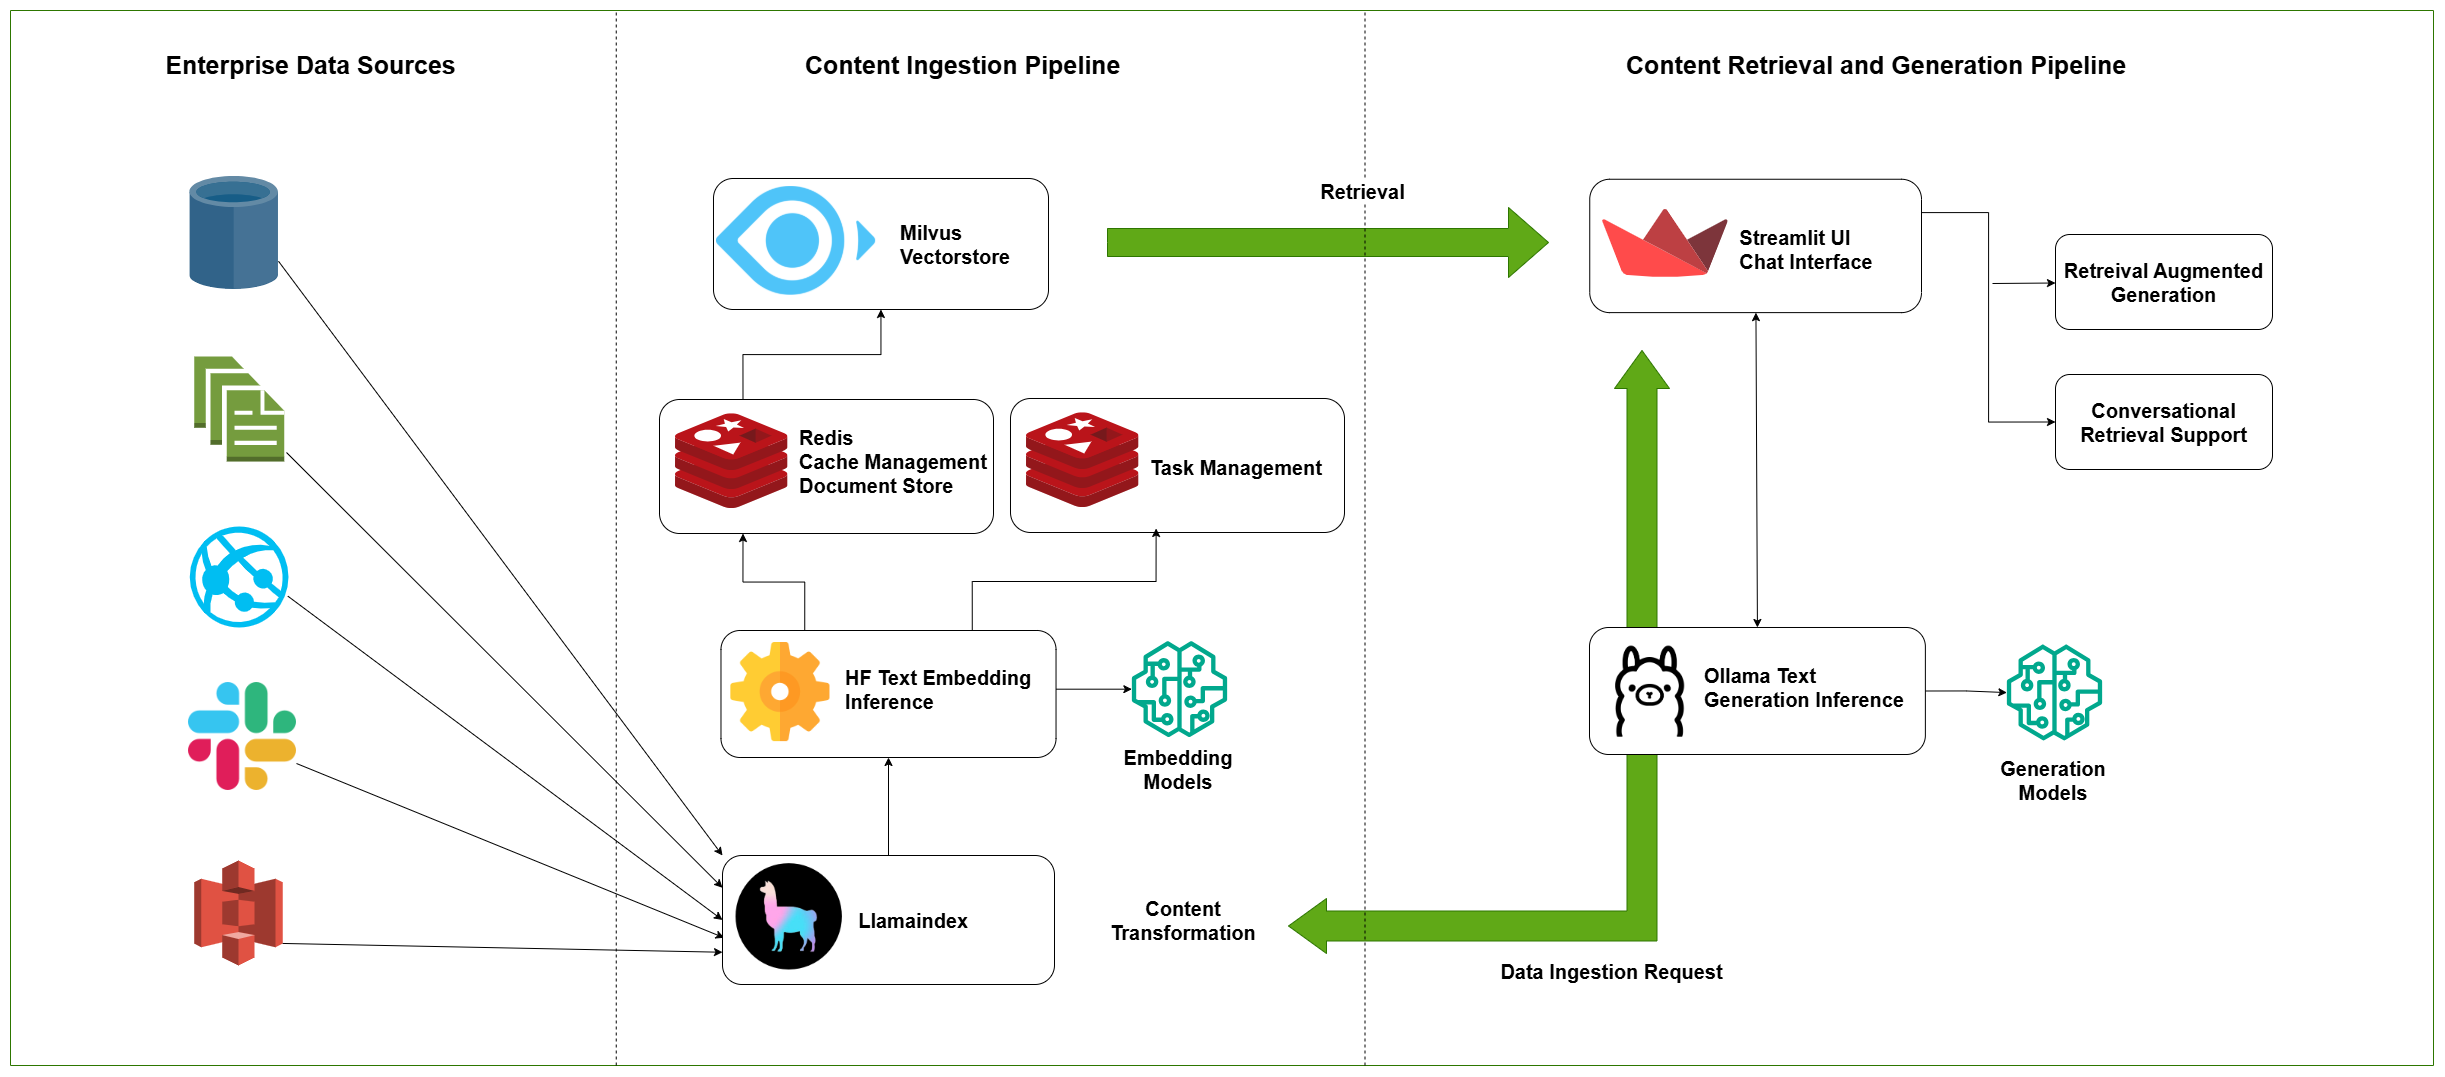 Enterprise Data Sources
Content Ingestion Pipeline
Content Retrieval and Generation Pipeline
Milvus
Vectorstore
Retrieval
Streamlit UI
Chat Interface
Retreival Augmented
Generation
Conversational
Retrieval Support
Redis
Cache Management
Document Store
Task Management
HF Text Embedding
Inference
Embedding
Models
Ollama Text
Generation Inference
Generation
Models
Llamaindex
Content
Transformation
Data Ingestion Request